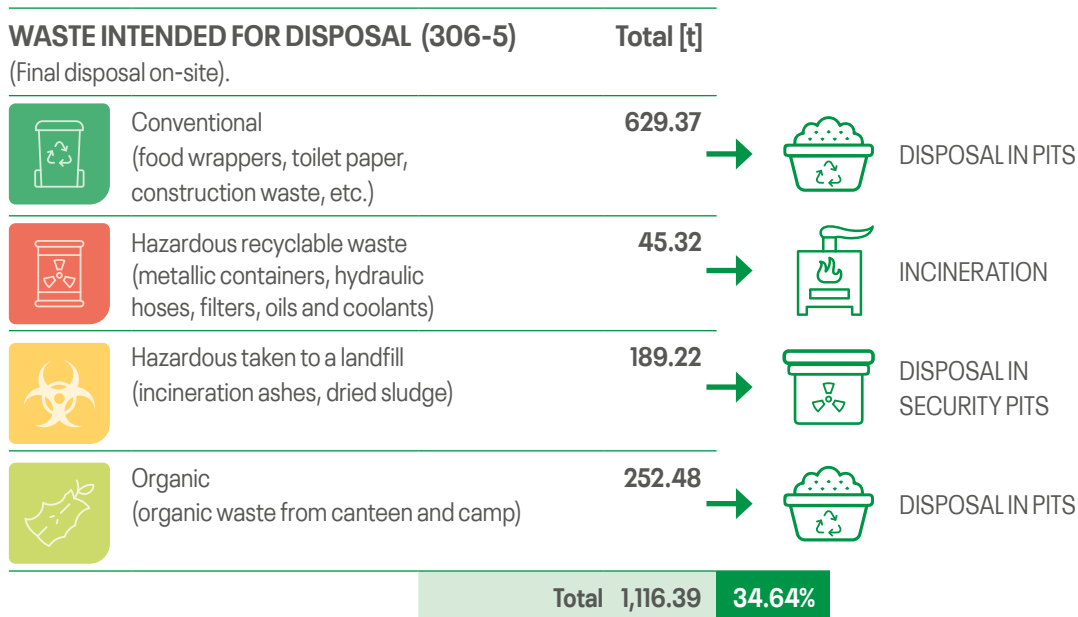 WASTE INTENDED FOR DISPOSAL (306-5) Total [t]
(Final disposal on-site).
Conventional 629.37
(food wrappers, toilet paper,
construction waste, etc.)
DISPOSAL IN PITS
Hazardous recyclable waste 45.32
(metallic containers, hydraulic
hoses, filters, oils and coolants)
INCINERATION
Hazardous taken to a landfill 189.22
(incineration ashes, dried sludge)
DISPOSAL IN
SECURITY PITS
Organic 252.48
(organic waste from canteen and camp)
DISPOSAL IN PITS
Total 1,116.39 34.64%